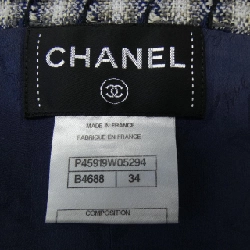 CHANEL
MADE IN FRANCE
FABRIQUE EN FRANCE
P45919W05294
B4688 34
COMPOSITION